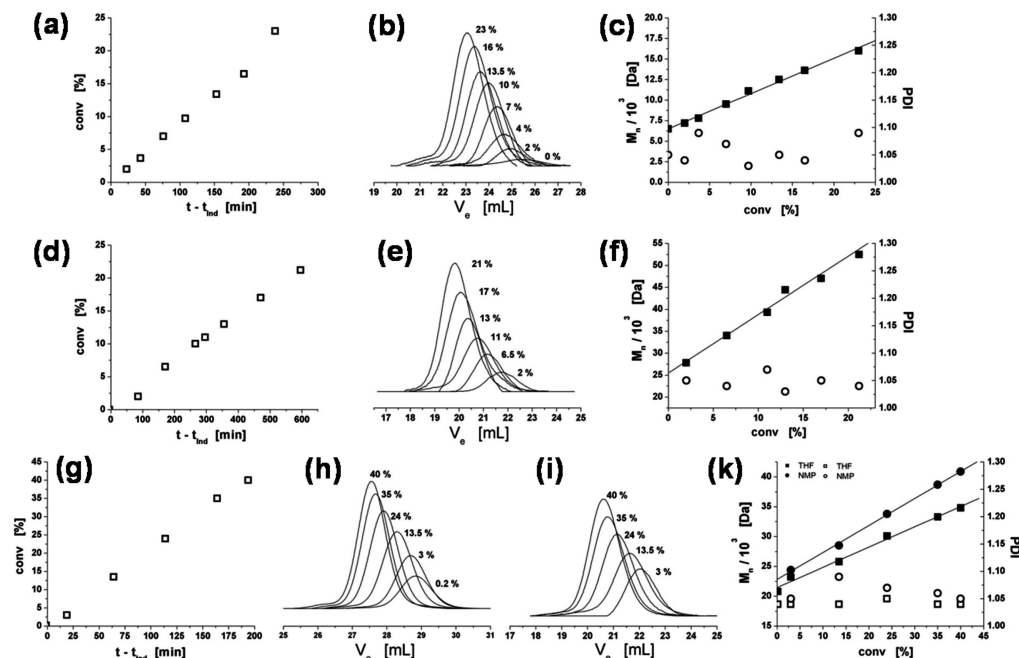 (a)
conv [%]
25
20
15
10
5
0
0 50 100 150 200 250 300
t - t_Ind [min]
(b)
23 %
16 %
13.5 %
10 %
7 %
4 %
2 %
0 %
19 20 21 22 23 24 25 26 27 28
V_e [mL]
(c)
M_n / 10^3 [Da]
20.0
17.5
15.0
12.5
10.0
7.5
5.0
2.5
0.0
1.30
1.25
1.20
1.15
1.10
1.05
1.00
PDI
0 5 10 15 20 25
conv [%]
(d)
conv [%]
25
20
15
10
5
0
0 100 200 300 400 500 600
t - t_Ind [min]
(e)
21 %
17 %
13 %
11 %
6.5 %
2 %
17 18 19 20 21 22 23 24 25
V_e [mL]
(f)
M_n / 10^3 [Da]
55
50
45
40
35
30
25
20
1.30
1.25
1.20
1.15
1.10
1.05
1.00
PDI
0 5 10 15 20
conv [%]
(g)
conv [%]
45
40
35
30
25
20
15
10
5
0
0 25 50 75 100 125 150 175 200
t - t_Ind [min]
(h)
40 %
35 %
24 %
13.5 %
3 %
0.2 %
25 26 27 28 29 30 31
V_e [mL]
(i)
40 %
35 %
24 %
13.5 %
3 %
17 18 19 20 21 22 23 24 25
V_e [mL]
(k)
THF THF
NMP NMP
M_n / 10^3 [Da]
45
40
35
30
25
20
15
1.30
1.25
1.20
1.15
1.10
1.05
1.00
PDI
0 5 10 15 20 25 30 35 40 45
conv [%]